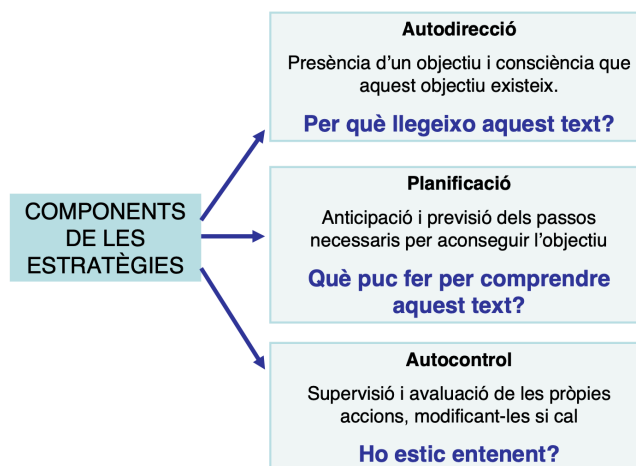 Autodirecció
Presència d’un objectiu i consciència que
aquest objectiu existeix.
Per què llegeixo aquest text?
COMPONENTS
DE LES
ESTRATÈGIES
Planificació
Anticipació i previsió dels passos
necessaris per aconseguir l’objectiu
Què puc fer per comprendre
aquest text?
Autocontrol
Supervisió i avaluació de les pròpies
accions, modificant-les si cal
Ho estic entenent?